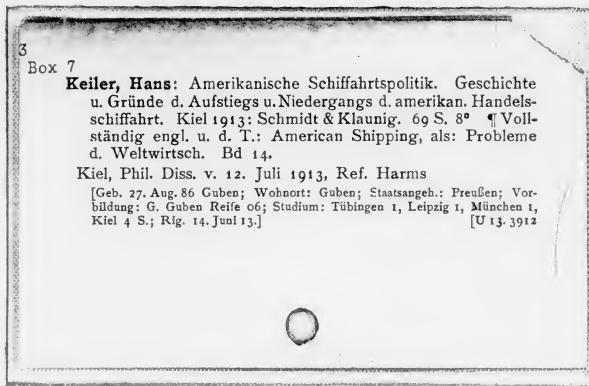 3
Box 7
Keiler, Hans: Amerikanische Schiffahrtspolitik. Geschichte
u. Gründe d. Aufstiegs u. Niedergangs d. amerikan. Handels-
schiffahrt. Kiel 1913: Schmidt & Klaunig. 69 S. 8° ¶ Voll-
ständig engl. u. d. T.: American Shipping, als: Probleme
d. Weltwirtsch. Bd 14.
Kiel, Phil. Diss. v. 12. Juli 1913, Ref. Harms
[Geb. 27. Aug. 86 Guben; Wohnort: Guben; Staatsangeh.: Preußen; Vor-
bildung: G. Guben Reife 06; Studium: Tübingen 1, Leipzig 1, München 1,
Kiel 4 S.; Rig. 14. Juni 13.] [U 13. 3912